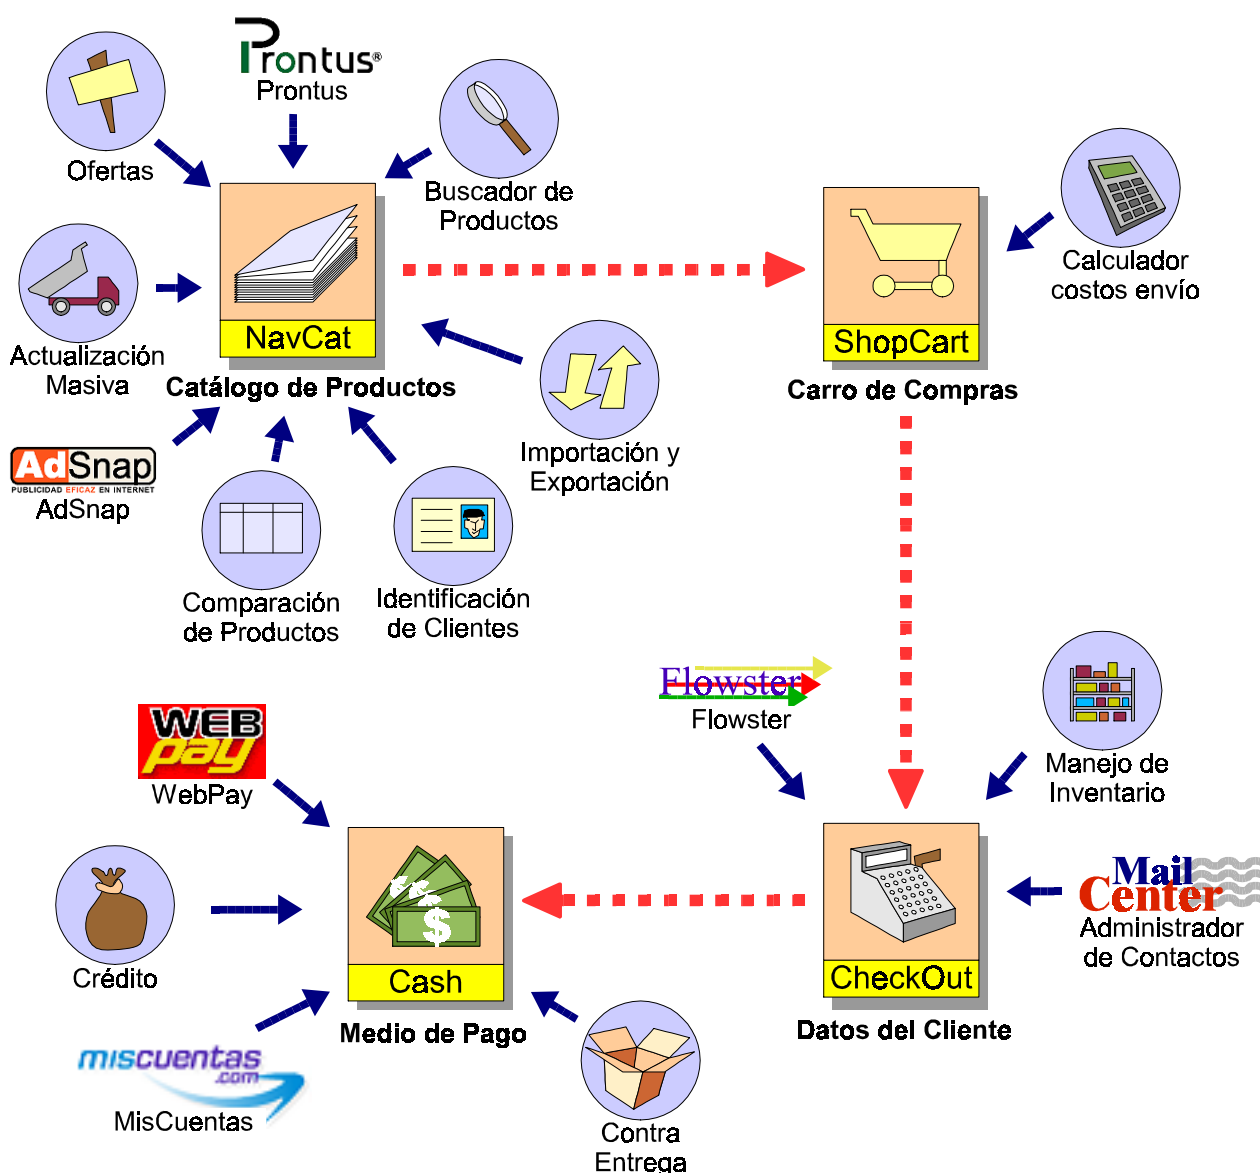 Prontus®
Prontus
Ofertas
Buscador de
Productos
Calculador
costos envío
Actualización
Masiva
NavCat
Catálogo de Productos
ShopCart
Carro de Compras
Importación y
Exportación
AdSnap
PUBLICIDAD EFICAZ EN INTERNET
AdSnap
Comparación
de Productos
Identificación
de Clientes
Flowster
Flowster
Manejo de
Inventario
WEB
pay
WebPay
Crédito
$
Cash
Medio de Pago
CheckOut
Datos del Cliente
Mail
Center
Administrador
de Contactos
miscuentas
.com
MisCuentas
Contra
Entrega